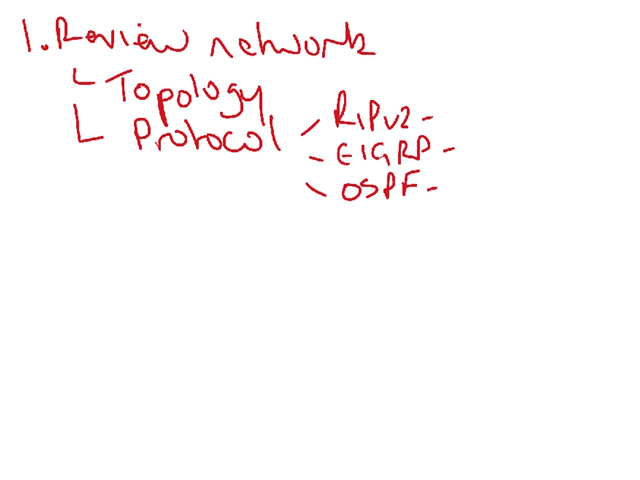 1. Review network
Topology
Protocol
RIPv2 -
- EIGRP -
OSPF -